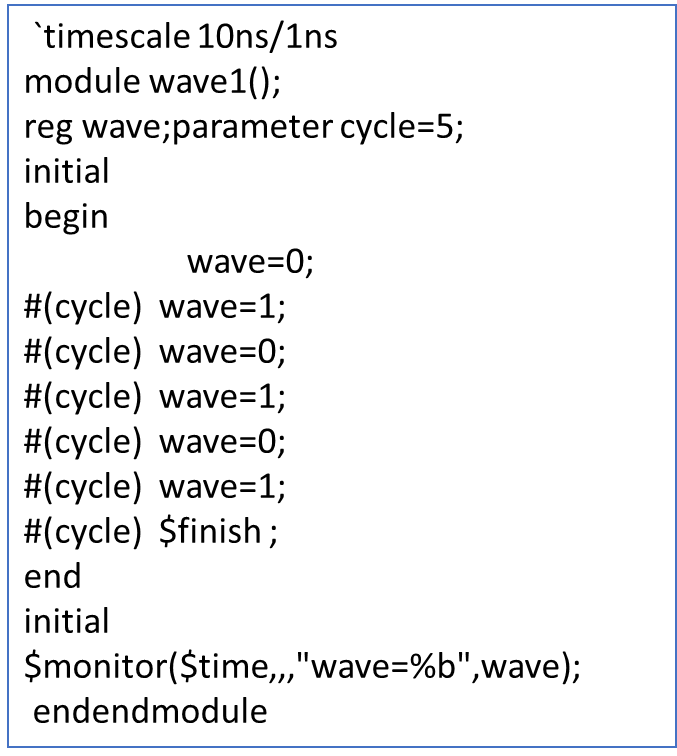 `timescale 10ns/1ns
module wave1();
reg wave;parameter cycle=5;
initial
begin
wave=0;
#(cycle) wave=1;
#(cycle) wave=0;
#(cycle) wave=1;
#(cycle) wave=0;
#(cycle) wave=1;
#(cycle) $finish ;
end
initial
$monitor($time,,,"wave=%b",wave);
endendmodule